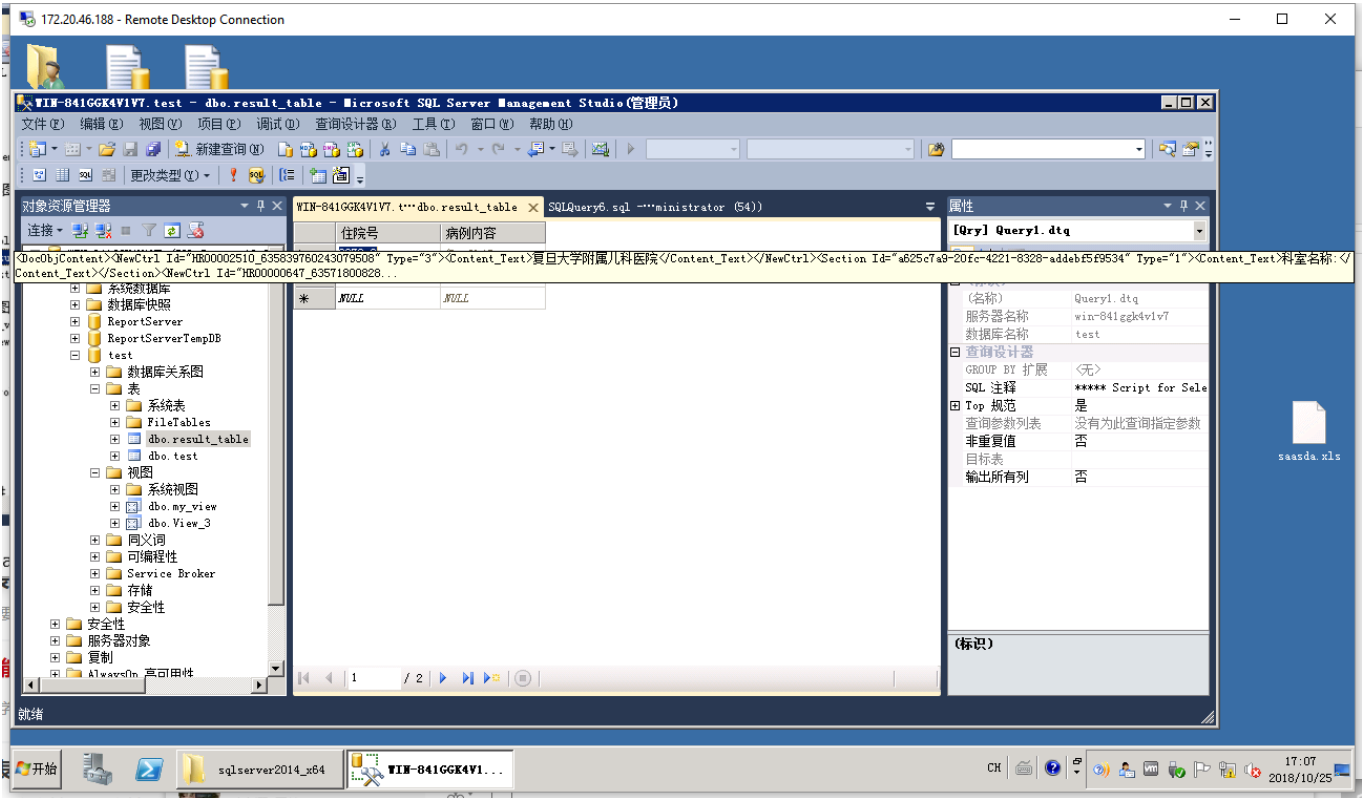 172.20.46.188 - Remote Desktop Connection
WIN-841GGK4V1V7.test - dbo.result_table - Microsoft SQL Server Management Studio(管理员)
文件(F) 编辑(E) 视图(V) 项目(P) 调试(D) 查询设计器(R) 工具(T) 窗口(W) 帮助(H)
新建查询(N)
更改类型(Y)
对象资源管理器
WIN-841GGK4V1V7.t···dbo.result_table
SQLQuery6.sql -···ministrator (54))
属性
连接
住院号
病例内容
[Qry] Query1.dtq
<DocObjContent><NewCtrl Id="HR00002510_635839760243079508" Type="3"><Content_Text>复旦大学附属儿科医院</Content_Text></NewCtrl><Section Id="a625c7a9-20fc-4221-8328-addebf5f9534" Type="1"><Content_Text>科室名称:</
Content_Text></Section><NewCtrl Id="HR00000647_63571800828...
系统数据库
数据库快照
ReportServer
ReportServerTempDB
test
数据库关系图
表
系统表
FileTables
dbo.result_table
dbo.test
视图
系统视图
dbo.my_view
dbo.View_3
同义词
可编程性
Service Broker
存储
安全性
安全性
服务器对象
复制
AlwaysOn 高可用性
NULL NULL
1 / 2
(名称) Query1.dtq
服务器名称 win-841ggk4v1v7
数据库名称 test
查询设计器
GROUP BY 扩展 <无>
SQL 注释 ***** Script for Sele
Top 规范 是
查询参数列表 没有为此查询指定参数
非重复值 否
目标表
输出所有列 否
(标识)
saasda.xls
就绪
开始
sqlserver2014_x64
WIN-841GGK4V1...
CH
17:07
2018/10/25